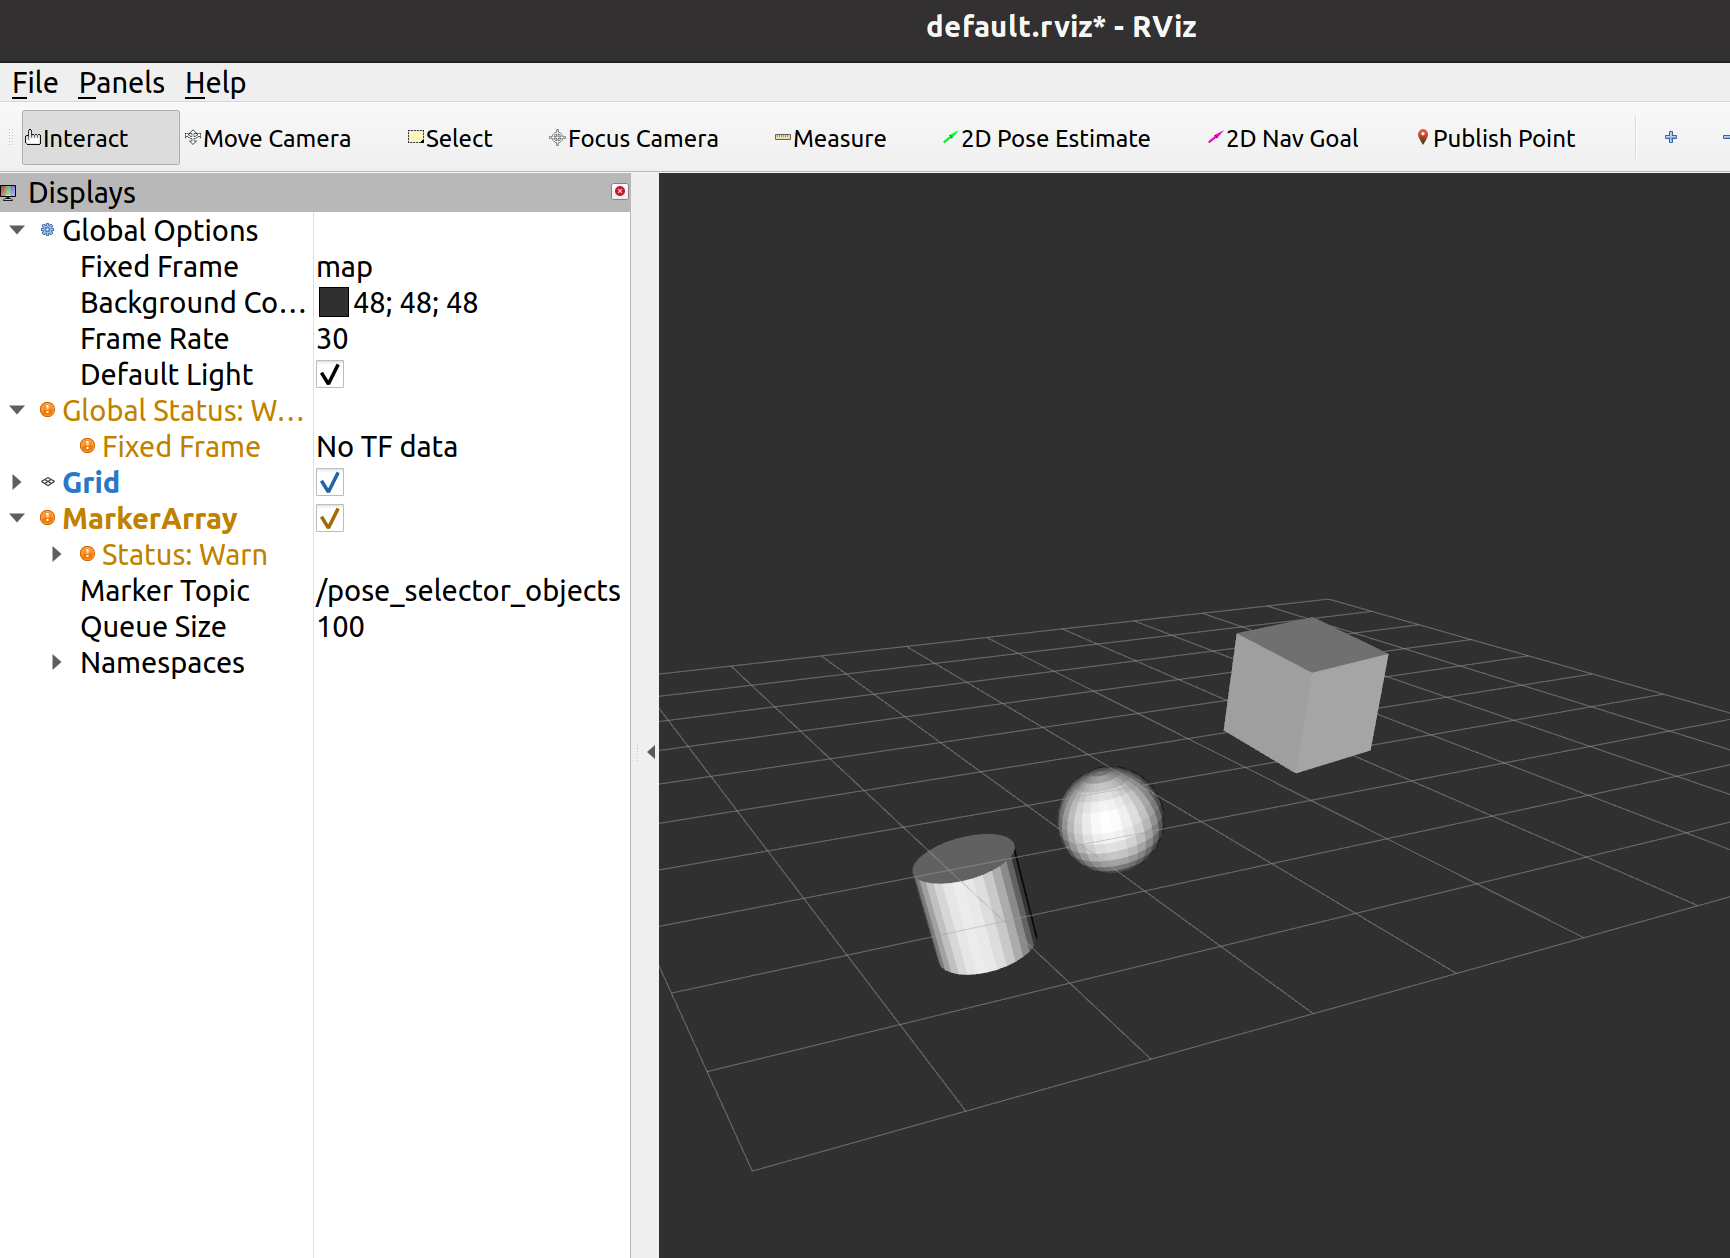 default.rviz* - RViz
File Panels Help
Interact Move Camera Select Focus Camera Measure 2D Pose Estimate 2D Nav Goal Publish Point
Displays
Global Options
Fixed Frame map
Background Co... 48; 48; 48
Frame Rate 30
Default Light
Global Status: W...
Fixed Frame No TF data
Grid
MarkerArray
Status: Warn
Marker Topic /pose_selector_objects
Queue Size 100
Namespaces